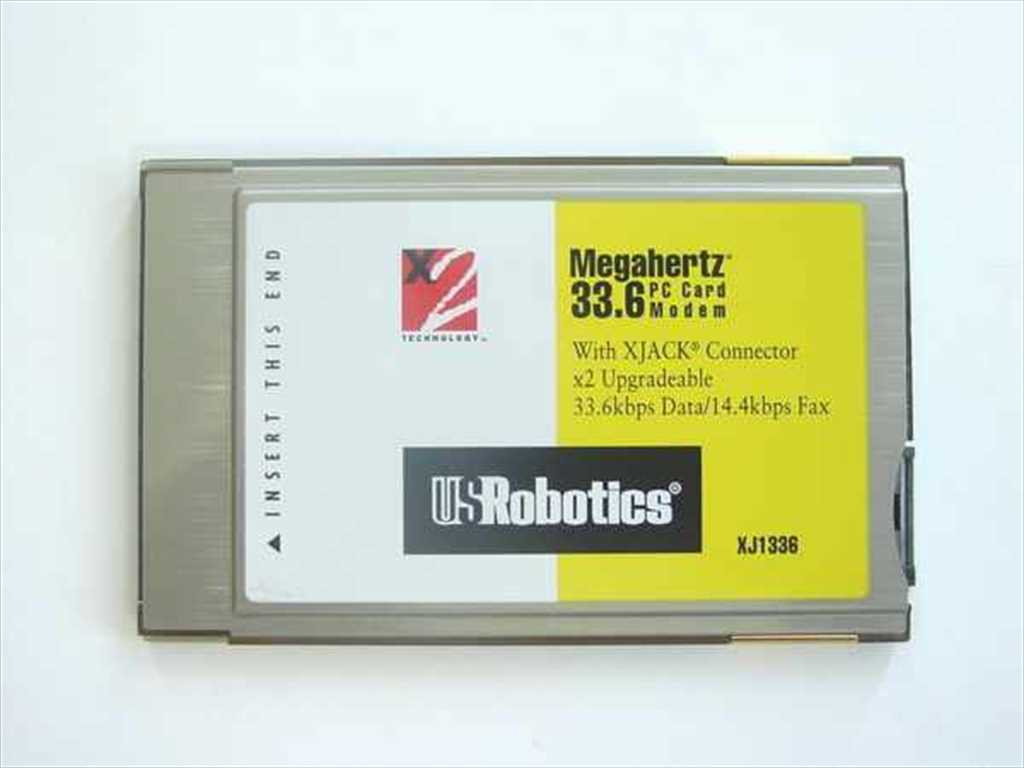 INSERT THIS END
x2
TECHNOLOGY™
Megahertz®
33.6 PC Card Modem
With XJACK® Connector
x2 Upgradeable
33.6kbps Data/14.4kbps Fax
USRobotics®
XJ1336